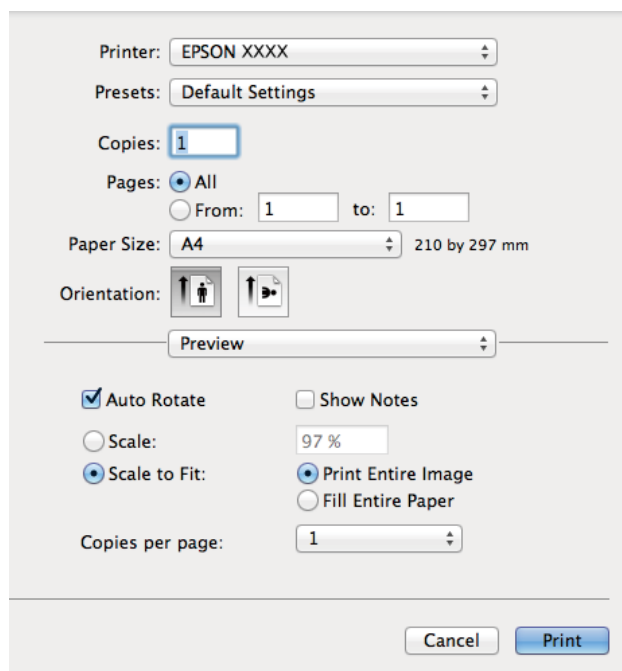 Printer: EPSON XXXX
Presets: Default Settings
Copies: 1
Pages: All
From: 1 to: 1
Paper Size: A4 210 by 297 mm
Orientation:
Preview
Auto Rotate Show Notes
Scale: 97 %
Scale to Fit: Print Entire Image
Fill Entire Paper
Copies per page: 1
Cancel Print